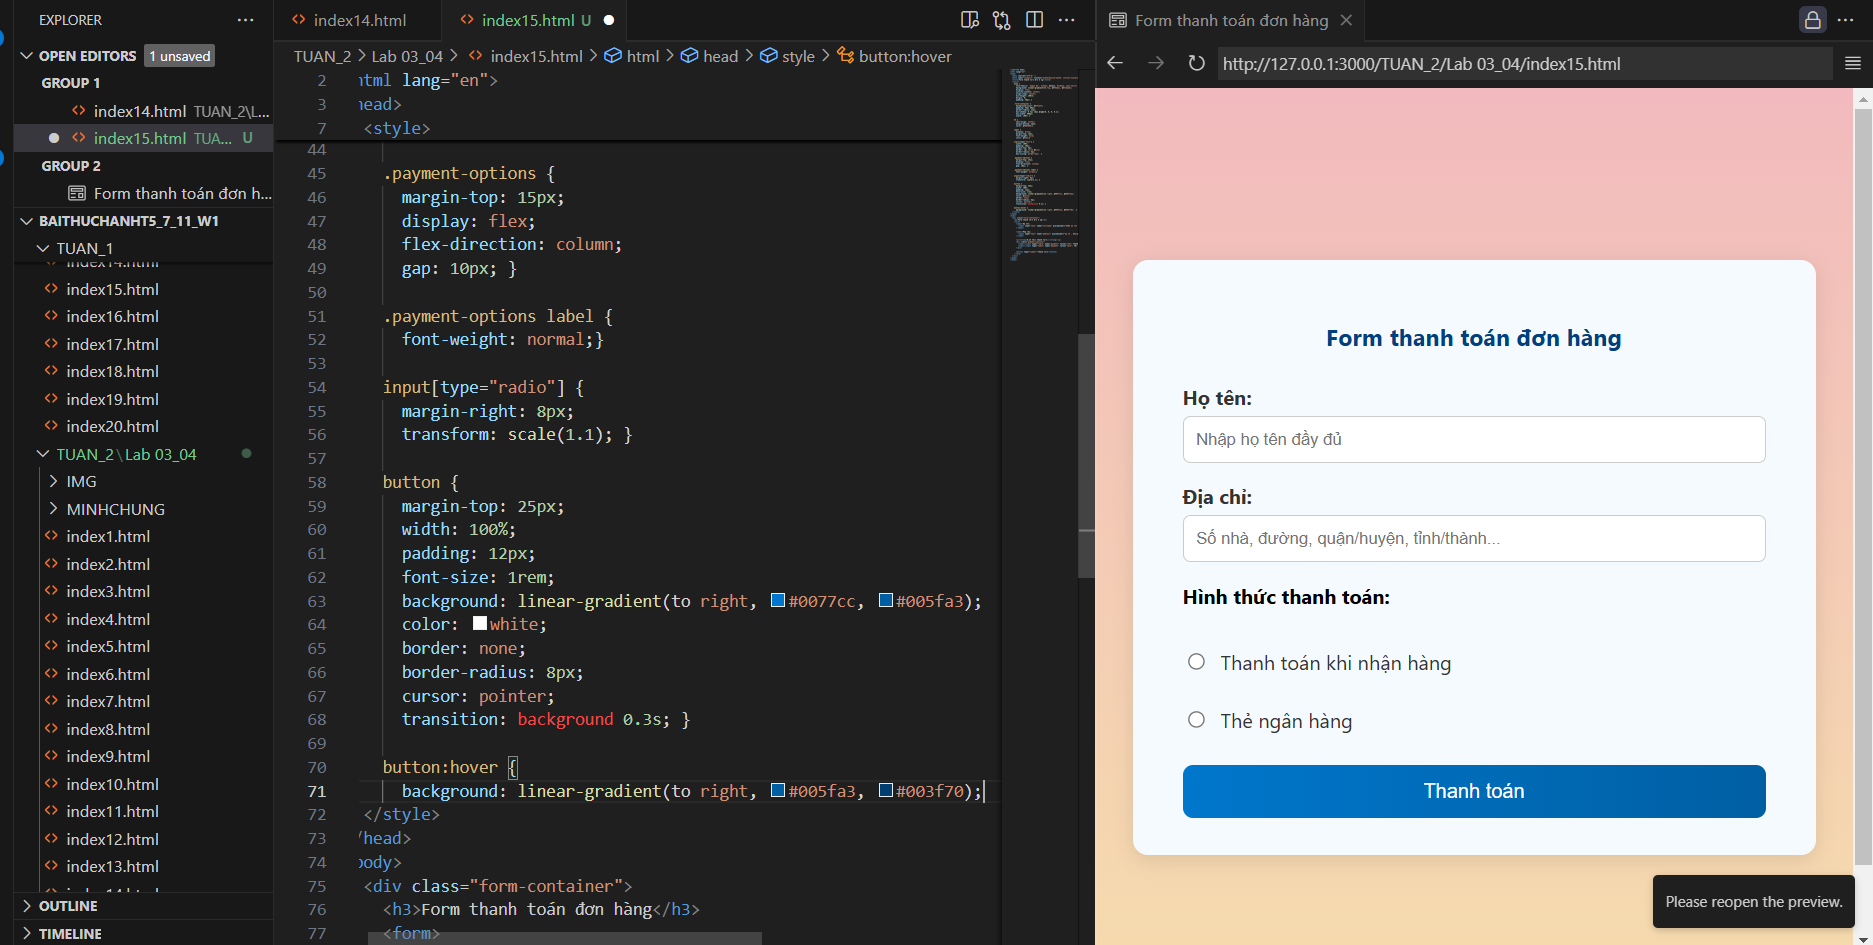 EXPLORER
OPEN EDITORS 1 unsaved
GROUP 1
index14.html TUAN_2\L...
index15.html TUA... U
GROUP 2
Form thanh toán đơn h...
BAITHUCHANHT5_7_11_W1
TUAN_1
index14.html
index15.html
index16.html
index17.html
index18.html
index19.html
index20.html
TUAN_2\Lab 03_04
IMG
MINHCHUNG
index1.html
index2.html
index3.html
index4.html
index5.html
index6.html
index7.html
index8.html
index9.html
index10.html
index11.html
index12.html
index13.html
index14.html
OUTLINE
TIMELINE
index14.html
index15.html U
TUAN_2 > Lab 03_04 > index15.html > html > head > style > button:hover
2 html lang="en">
3 head>
7 <style>
44
45 .payment-options {
46 margin-top: 15px;
47 display: flex;
48 flex-direction: column;
49 gap: 10px; }
50
51 .payment-options label {
52 font-weight: normal;}
53
54 input[type="radio"] {
55 margin-right: 8px;
56 transform: scale(1.1); }
57
58 button {
59 margin-top: 25px;
60 width: 100%;
61 padding: 12px;
62 font-size: 1rem;
63 background: linear-gradient(to right, #0077cc, #005fa3);
64 color: white;
65 border: none;
66 border-radius: 8px;
67 cursor: pointer;
68 transition: background 0.3s; }
69
70 button:hover {
71 background: linear-gradient(to right, #005fa3, #003f70);
72 </style>
73 /head>
74 body>
75 <div class="form-container">
76 <h3>Form thanh toán đơn hàng</h3>
77 <form>
Form thanh toán đơn hàng
http://127.0.0.1:3000/TUAN_2/Lab 03_04/index15.html
Form thanh toán đơn hàng
Họ tên:
Nhập họ tên đầy đủ
Địa chỉ:
Số nhà, đường, quận/huyện, tỉnh/thành...
Hình thức thanh toán:
Thanh toán khi nhận hàng
Thẻ ngân hàng
Thanh toán
Please reopen the preview.